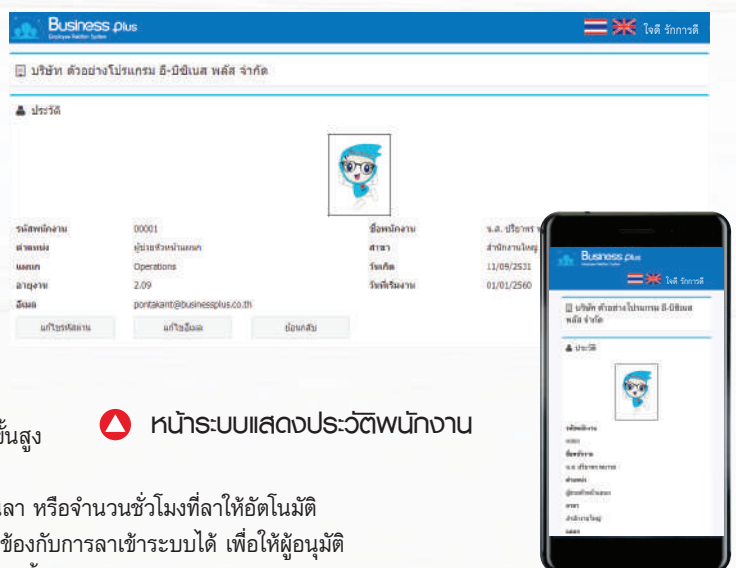 Business Plus
Employee Relation System
ใจดี รักการดี
บริษัท ตัวอย่างโปรแกรม อี-บิซิเนส พลัส จำกัด
ประวัติ
รหัสพนักงาน 00001 ชื่อพนักงาน น.ส. ปริอาพร
ตำแหน่ง ผู้ช่วยหัวหน้าแผนก สาขา สำนักงานใหญ่
แผนก Operations วันเกิด 11/09/2531
อายุงาน 2.09 วันที่เริ่มงาน 01/01/2560
อีเมล pontakant@businessplus.co.th
แก้ไขรหัสผ่าน แก้ไขอีเมล ย้อนกลับ
Business Plus
ใจดี รักการดี
บริษัท ตัวอย่างโปรแกรม อี-บิซิเนส
พลัส จำกัด
ประวัติ
รหัสพนักงาน
00001
ชื่อพนักงาน
ตำแหน่ง
ผู้ช่วยหัวหน้าแผนก
สาขา
สำนักงานใหญ่
แผนก
หน้าระบบแสดงประวัติพนักงาน
ขั้นสูง
นลา หรือจำนวนชั่วโมงที่ลาให้อัตโนมัติ
ข้องกับการลาเข้าระบบได้ เพื่อให้ผู้อนุมัติ